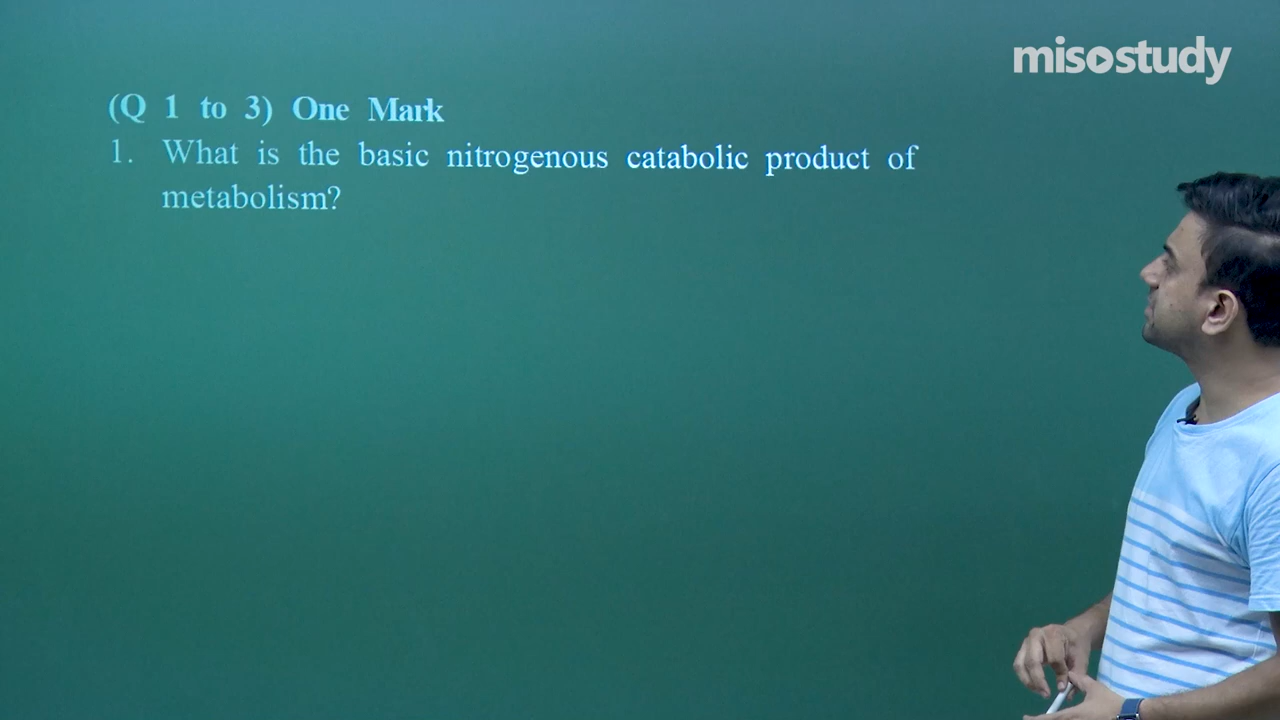 misostudy
(Q 1 to 3) One Mark
1. What is the basic nitrogenous catabolic product of
metabolism?